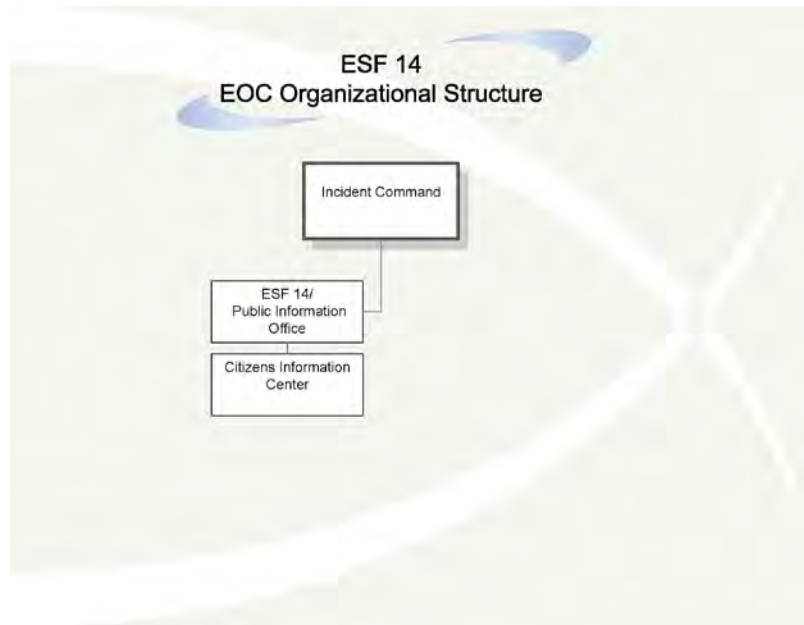 ESF 14
EOC Organizational Structure
Incident Command
ESF 14/
Public Information
Office
Citizens Information
Center